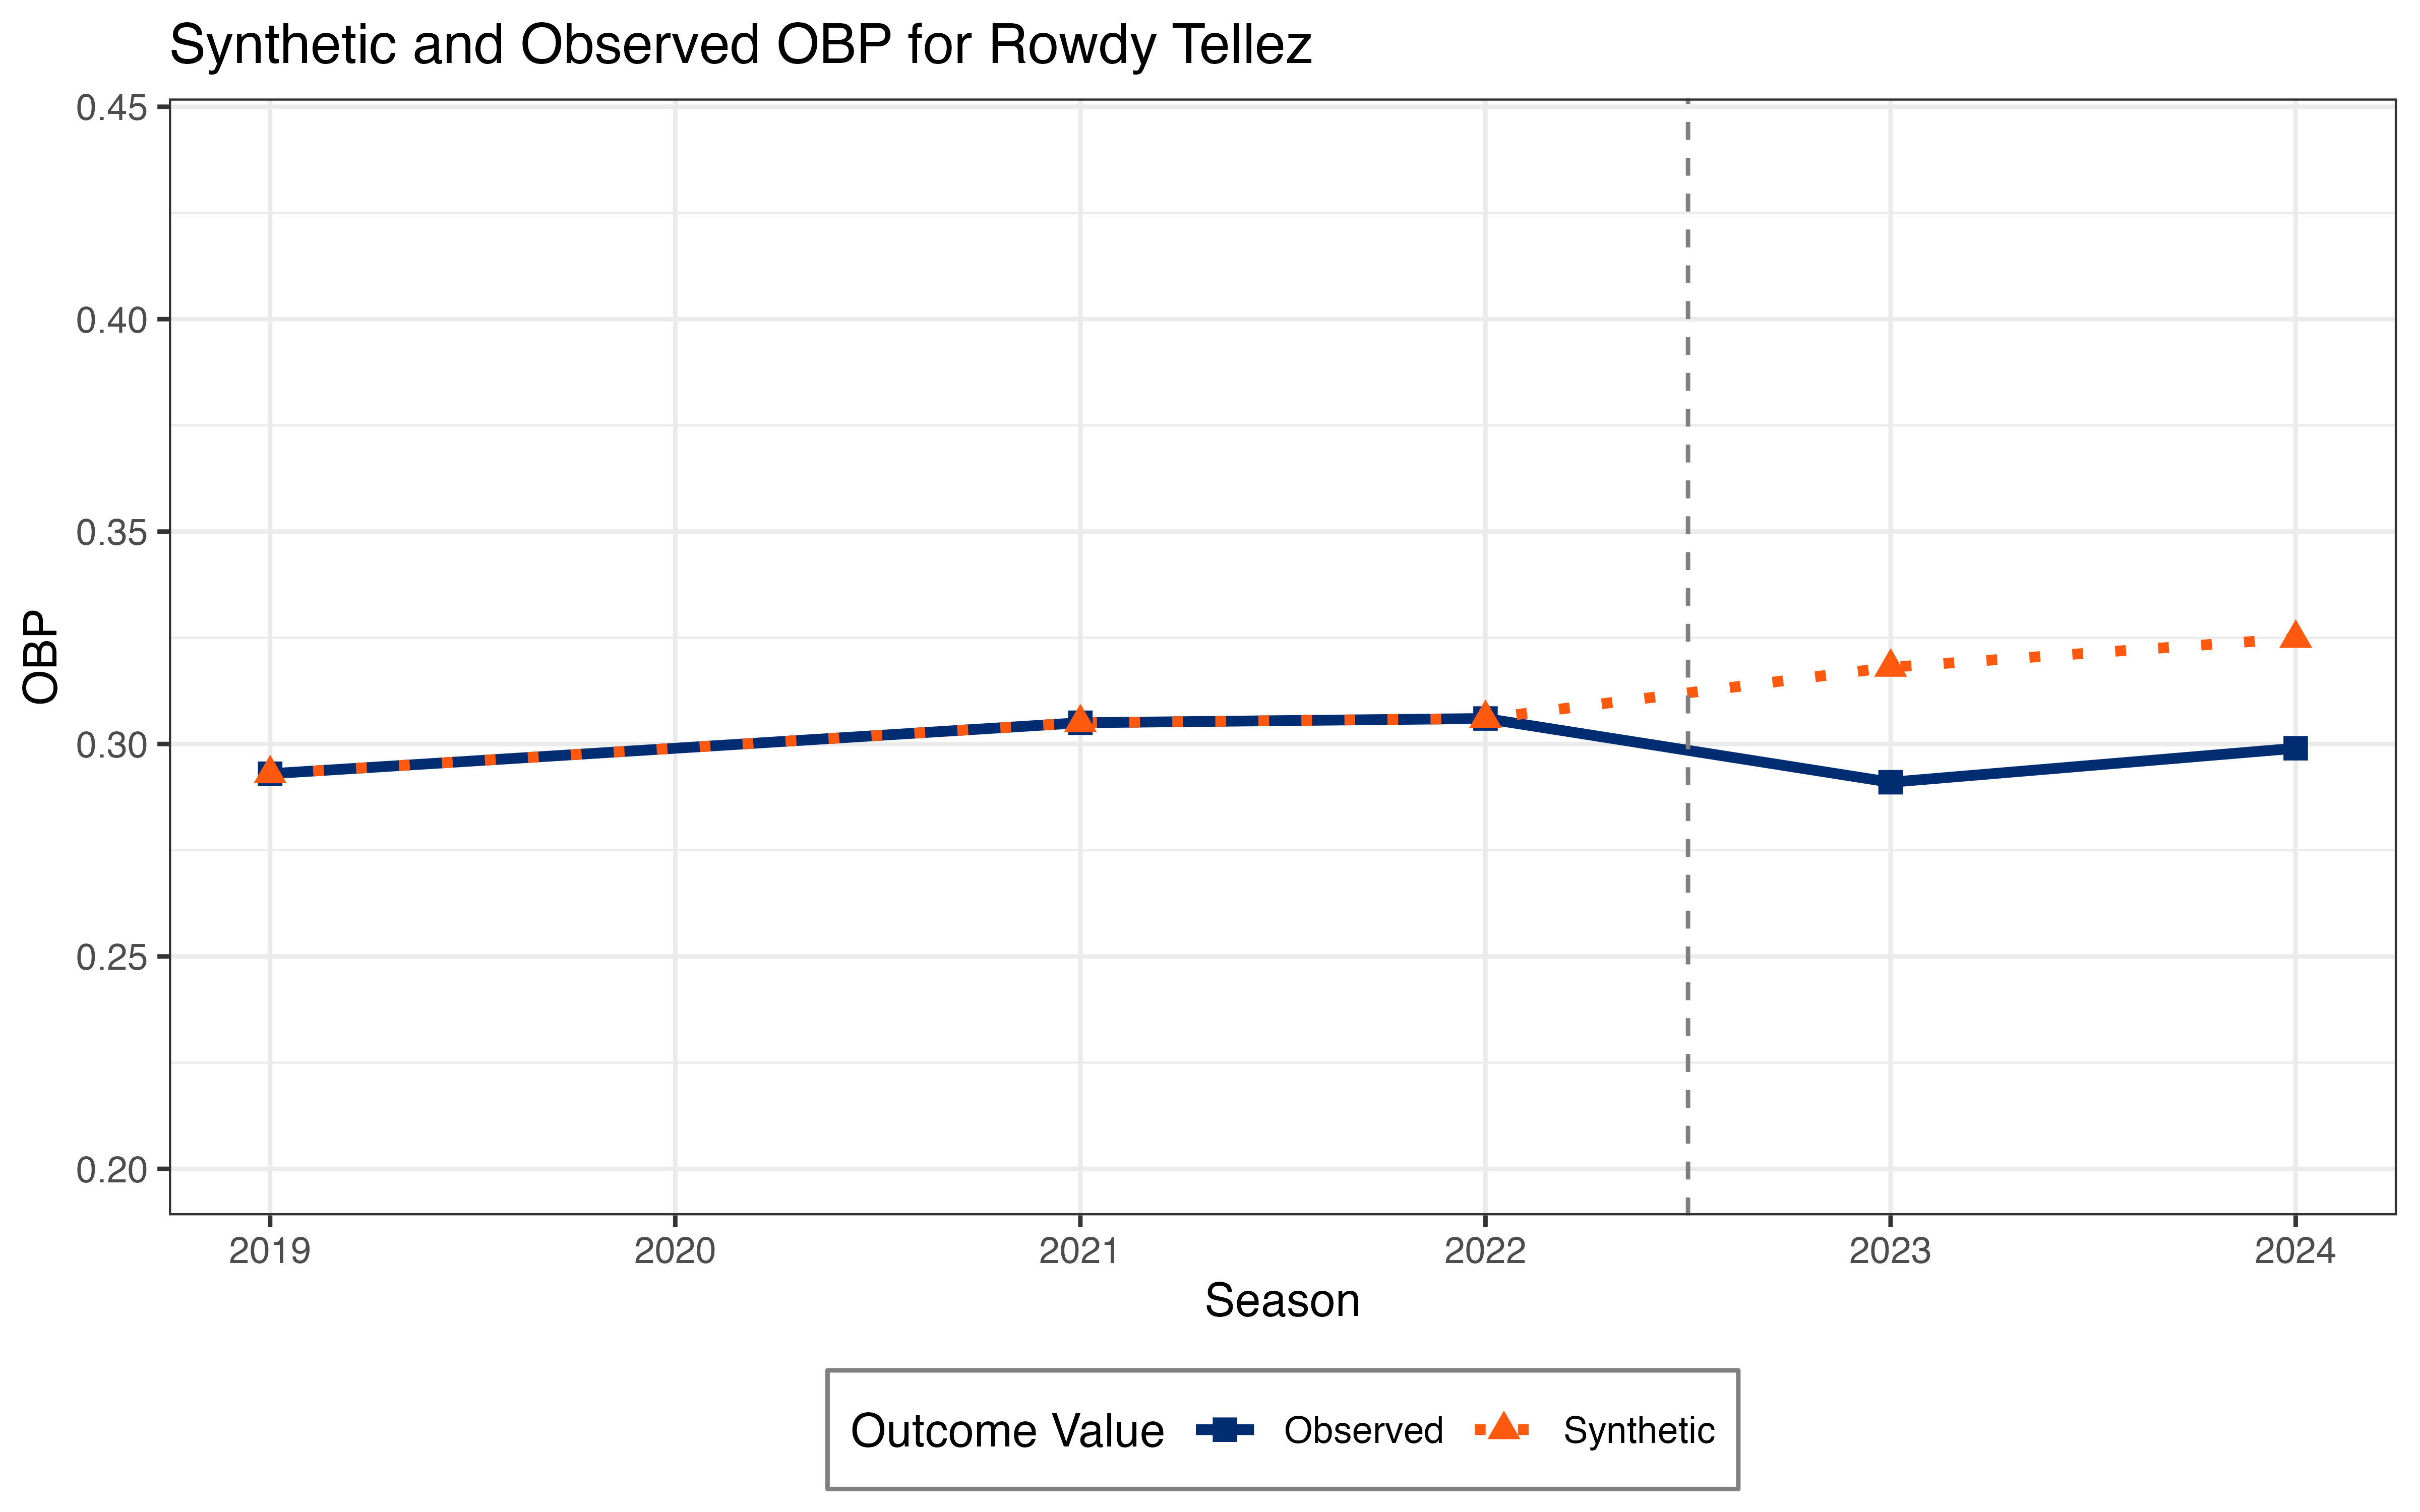 Synthetic and Observed OBP for Rowdy Tellez
0.45
0.40
0.35
0.30
0.25
0.20
OBP
2019 2020 2021 2022 2023 2024
Season
Outcome Value Observed Synthetic